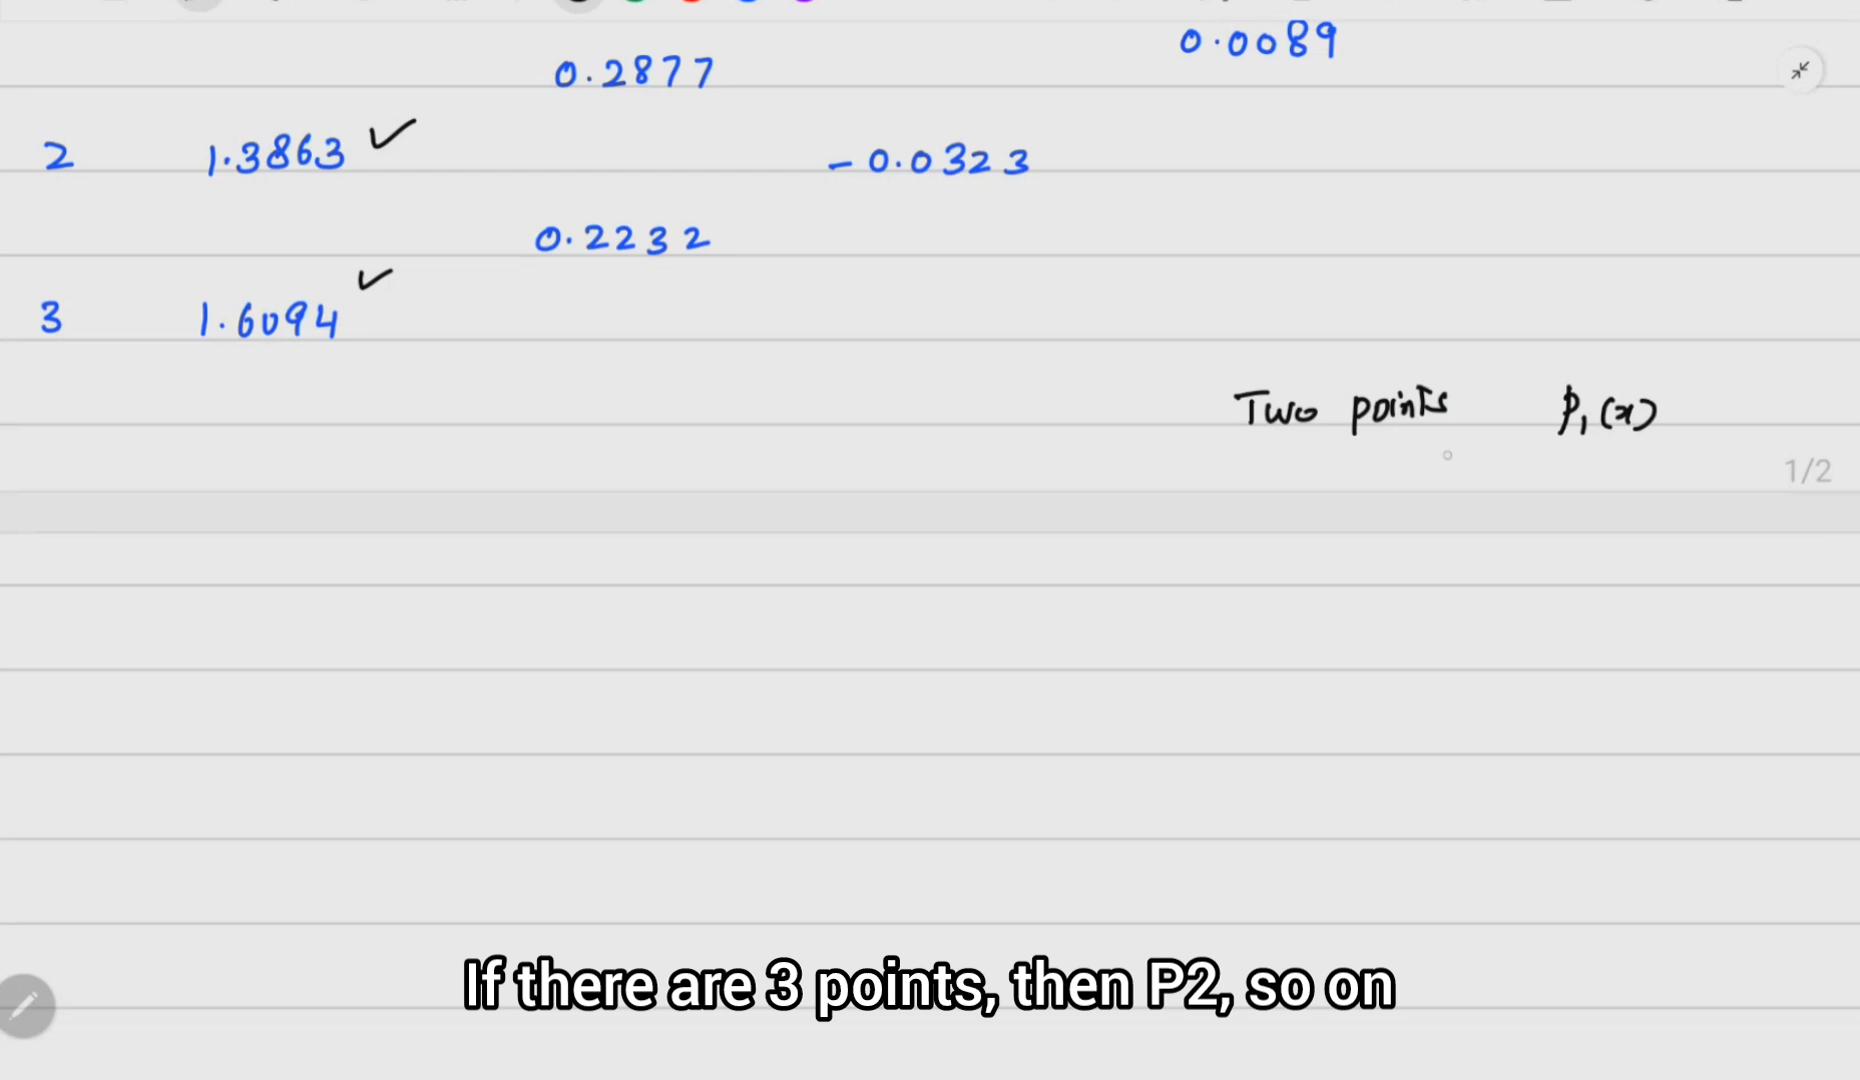 0.0089
0.2877
2 1.3863 ✓ -0.0323
0.2232
3 1.6094 ✓
Two points P₁(x)
1/2
If there are 3 points, then P2, so on